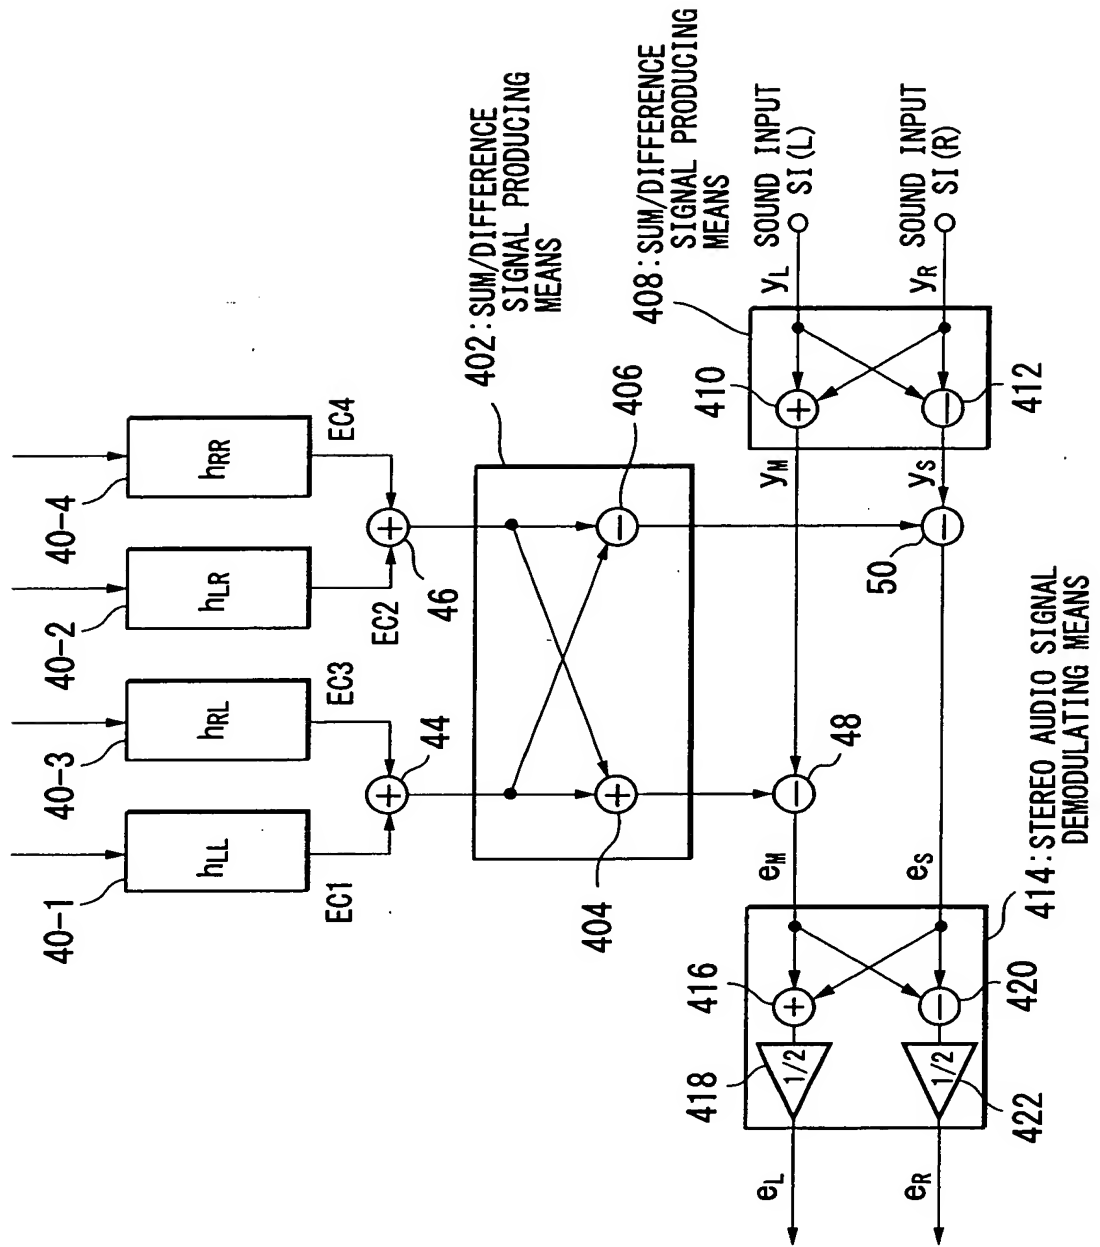 40-1
hLL
EC1
40-3
hRL
EC3
40-2
hLR
EC2
40-4
hRR
EC4
44
+
46
+
402:SUM/DIFFERENCE
SIGNAL PRODUCING
MEANS
404
+
406
−
408:SUM/DIFFERENCE
SIGNAL PRODUCING
MEANS
SOUND INPUT
SI(L)
SOUND INPUT
SI(R)
yL
yR
410
+
412
−
yM
yS
48
−
50
−
eM
eS
414:STEREO AUDIO SIGNAL
DEMODULATING MEANS
416
+
420
−
418
1/2
422
1/2
eL
eR